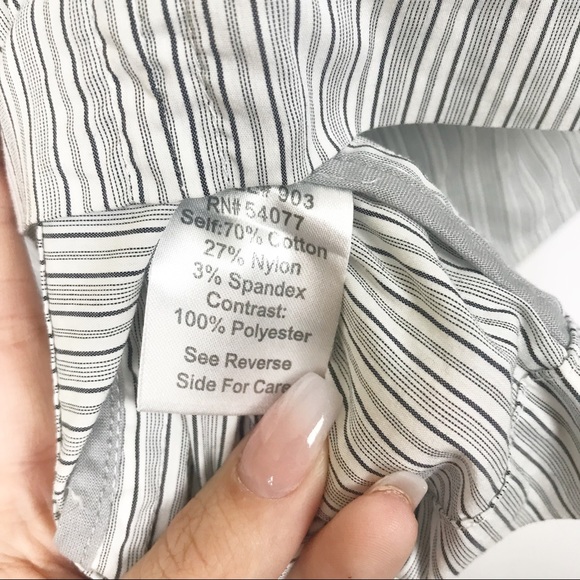 # 903
RN# 54077
Self:70% Cotton
27% Nylon
3% Spandex
Contrast:
100% Polyester
See Reverse
Side For Care